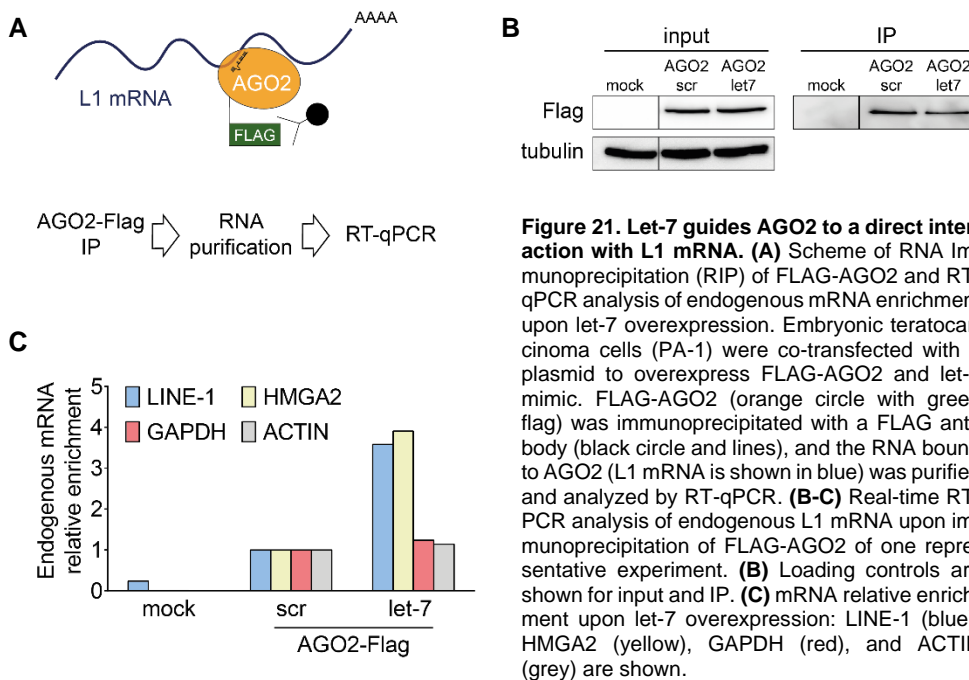 A
AAAA
L1 mRNA
AGO2
FLAG
AGO2-Flag
IP
RNA
purification
RT-qPCR
B
input
IP
mock
AGO2
scr
AGO2
let7
mock
AGO2
scr
AGO2
let7
Flag
tubulin
Figure 21. Let-7 guides AGO2 to a direct inter
action with L1 mRNA. (A) Scheme of RNA Im
munoprecipitation (RIP) of FLAG-AGO2 and RT
qPCR analysis of endogenous mRNA enrichmen
upon let-7 overexpression. Embryonic teratocar
cinoma cells (PA-1) were co-transfected with
plasmid to overexpress FLAG-AGO2 and let-
mimic. FLAG-AGO2 (orange circle with gree
flag) was immunoprecipitated with a FLAG ant
body (black circle and lines), and the RNA boun
to AGO2 (L1 mRNA is shown in blue) was purifie
and analyzed by RT-qPCR. (B-C) Real-time RT
PCR analysis of endogenous L1 mRNA upon im
munoprecipitation of FLAG-AGO2 of one repre
sentative experiment. (B) Loading controls ar
shown for input and IP. (C) mRNA relative enrich
ment upon let-7 overexpression: LINE-1 (blue
HMGA2 (yellow), GAPDH (red), and ACTI
(grey) are shown.
C
Endogenous mRNA
relative enrichment
5
4
3
2
1
0
LINE-1
HMGA2
GAPDH
ACTIN
mock
scr
let-7
AGO2-Flag